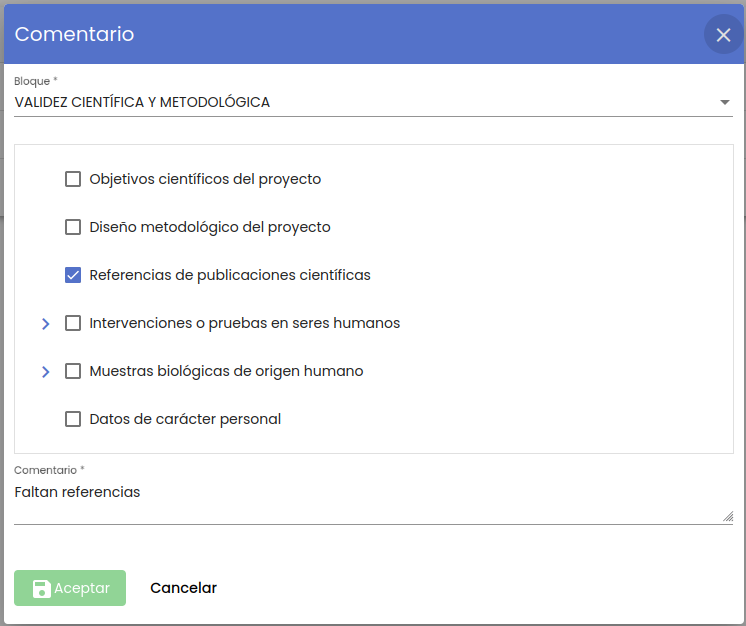 Comentario
Bloque *
VALIDEZ CIENTÍFICA Y METODOLÓGICA
Objetivos científicos del proyecto
Diseño metodológico del proyecto
Referencias de publicaciones científicas
Intervenciones o pruebas en seres humanos
Muestras biológicas de origen humano
Datos de carácter personal
Comentario *
Faltan referencias
Aceptar Cancelar